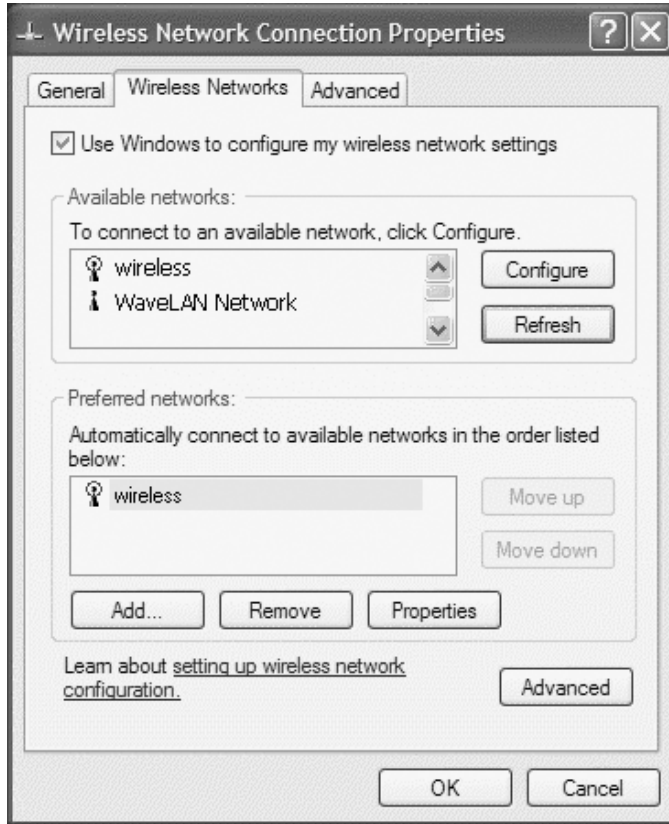 Wireless Network Connection Properties
General
Wireless Networks
Advanced
Use Windows to configure my wireless network settings
Available networks:
To connect to an available network, click Configure.
wireless
WaveLAN Network
Configure
Refresh
Preferred networks:
Automatically connect to available networks in the order listed
below:
wireless
Move up
Move down
Add...
Remove
Properties
Learn about setting up wireless network
configuration.
Advanced
OK
Cancel